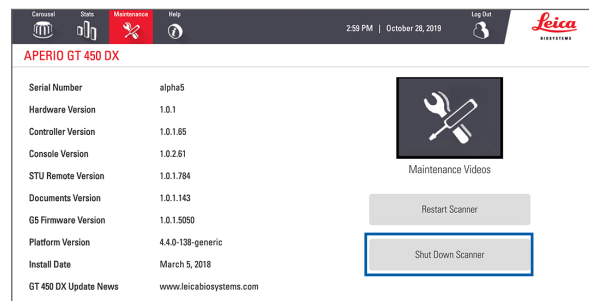 Carousel Stats Maintenance Help Log Out
2:59 PM | October 28, 2019
Leica
BIOSYSTEMS
APERIO GT 450 DX
Serial Number alpha5
Hardware Version 1.0.1
Controller Version 1.0.1.65
Console Version 1.0.2.61
STU Remote Version 1.0.1.784
Documents Version 1.0.1.143
G5 Firmware Version 1.0.1.5050
Platform Version 4.4.0-138-generic
Install Date March 5, 2018
GT 450 DX Update News www.leicabiosystems.com
Maintenance Videos
Restart Scanner
Shut Down Scanner